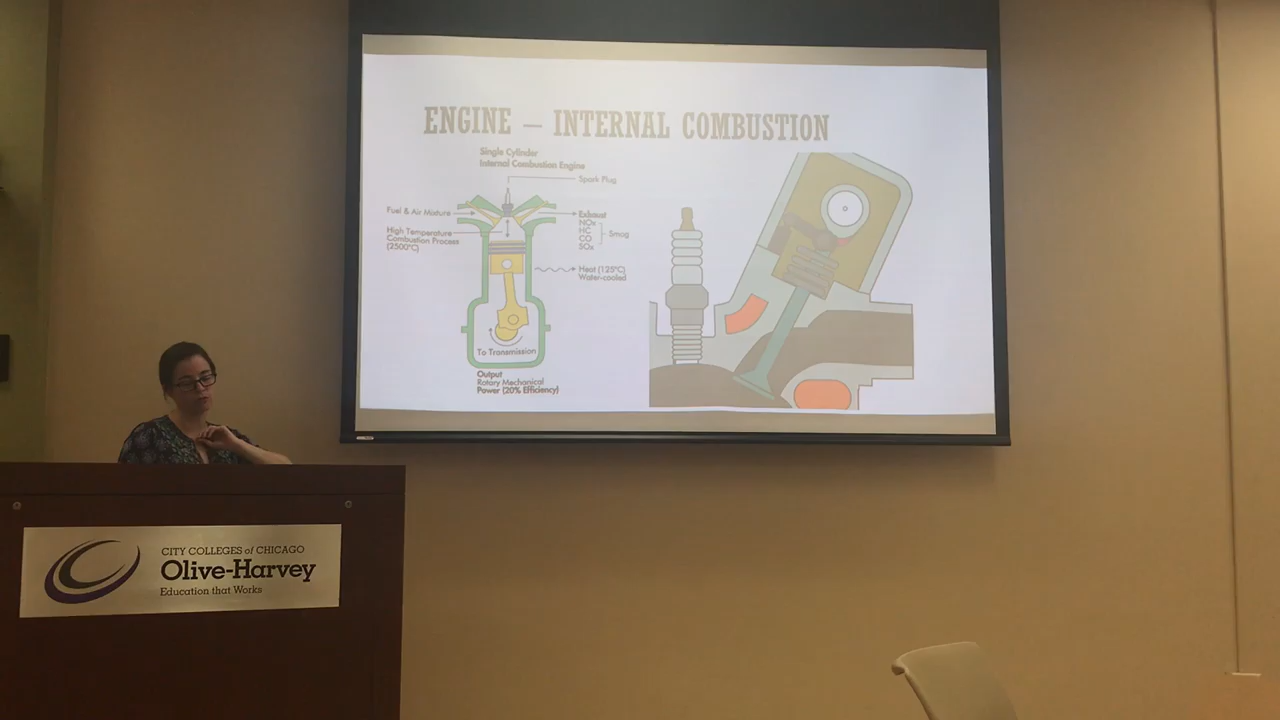 ENGINE – INTERNAL COMBUSTION
Single Cylinder
Internal Combustion Engine
Spark Plug
Fuel & Air Mixture
Exhaust
NOx
HC
CO
SOx
Smog
High Temperature
Combustion Process
(2500°C)
Heat (125°C)
Water-cooled
To Transmission
Output
Rotary Mechanical
Power (20% Efficiency)
CITY COLLEGES of CHICAGO
Olive-Harvey
Education that Works